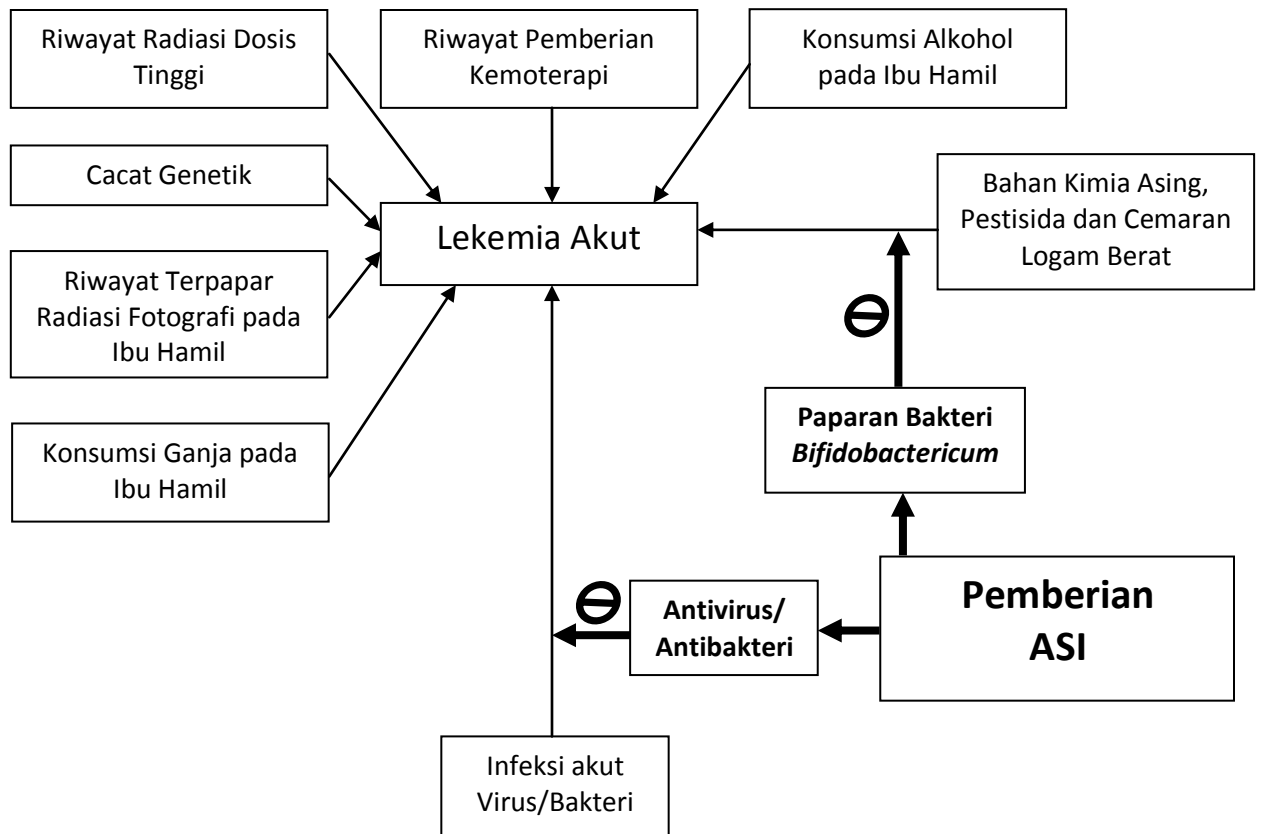 Riwayat Radiasi Dosis
Tinggi
Riwayat Pemberian
Kemoterapi
Konsumsi Alkohol
pada Ibu Hamil
Cacat Genetik
Bahan Kimia Asing,
Pestisida dan Cemaran
Logam Berat
Lekemia Akut
Riwayat Terpapar
Radiasi Fotografi pada
Ibu Hamil
Paparan Bakteri
Bifidobactericum
Konsumsi Ganja pada
Ibu Hamil
Pemberian
ASI
Antivirus/
Antibakteri
Infeksi akut
Virus/Bakteri